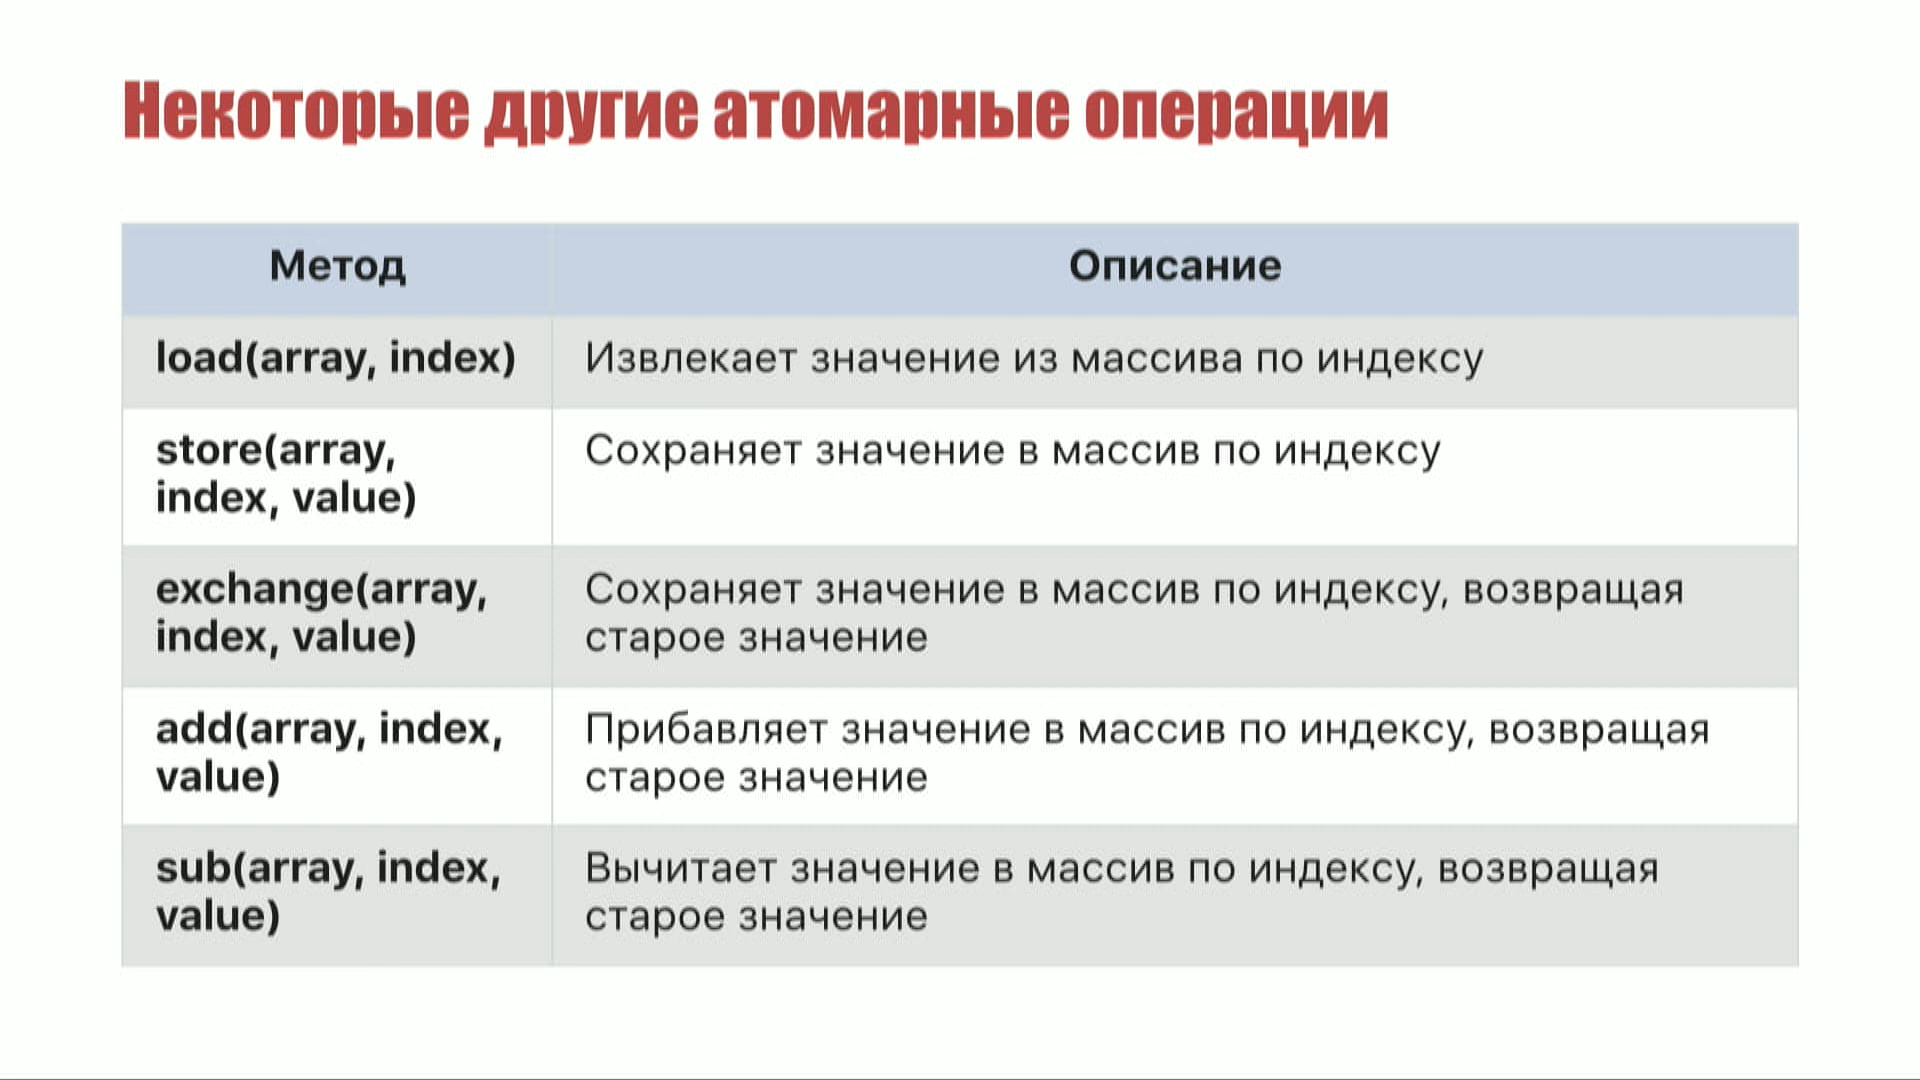 Некоторые другие атомарные операции
Метод
Описание
load(array, index)
Извлекает значение из массива по индексу
store(array,
index, value)
Сохраняет значение в массив по индексу
exchange(array,
index, value)
Сохраняет значение в массив по индексу, возвращая
старое значение
add(array, index,
value)
Прибавляет значение в массив по индексу, возвращая
старое значение
sub(array, index,
value)
Вычитает значение в массив по индексу, возвращая
старое значение